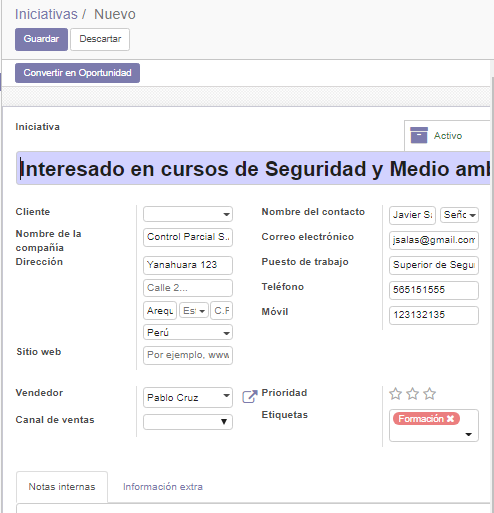 Iniciativas / Nuevo
Guardar Descartar
Convertir en Oportunidad
Iniciativa
Activo
Interesado en cursos de Seguridad y Medio am
Cliente
Nombre de la compañía Control Parcial S.
Dirección Yanahuara 123
Calle 2...
Arequ Es C.F
Perú
Sitio web Por ejemplo, www
Nombre del contacto Javier Sa Seño
Correo electrónico jsalas@gmail.com
Puesto de trabajo Superior de Segu
Teléfono 565151555
Móvil 123132135
Vendedor Pablo Cruz
Canal de ventas
Prioridad
Etiquetas Formación ×
Notas internas Información extra